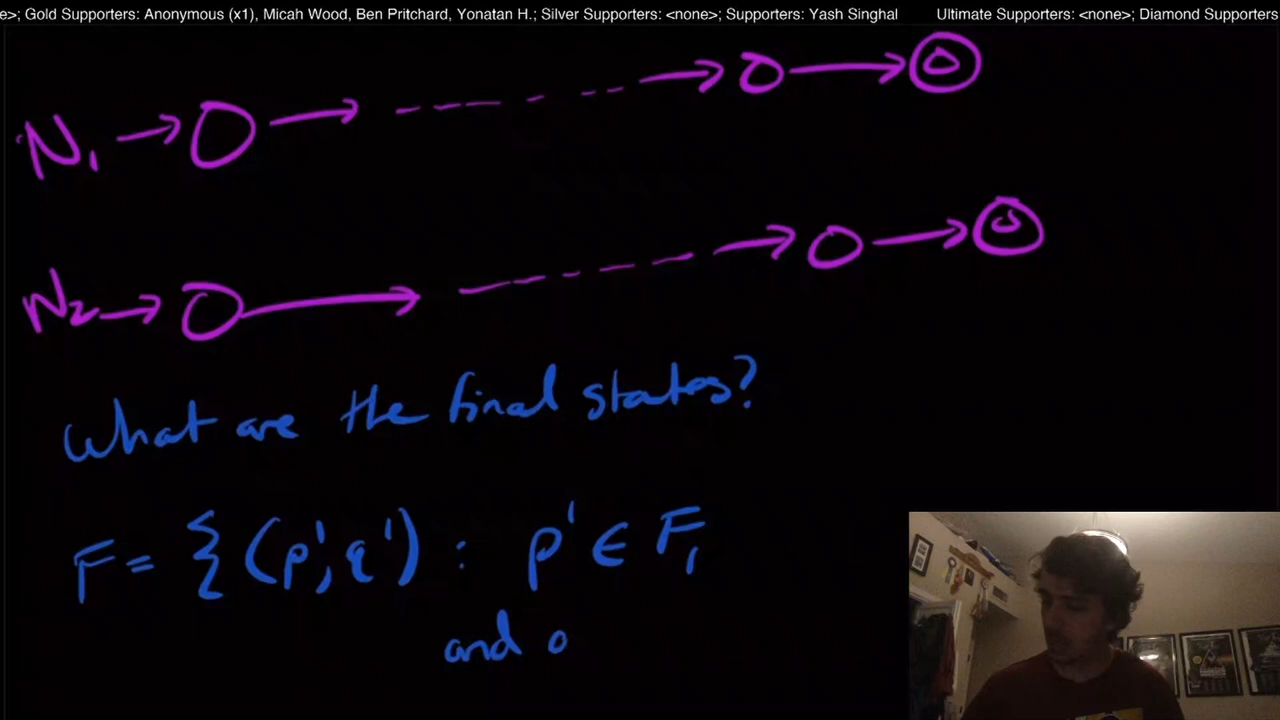 e>; Gold Supporters: Anonymous (x1), Micah Wood, Ben Pritchard, Yonatan H.; Silver Supporters: <none>; Supporters: Yash Singhal Ultimate Supporters: <none>; Diamond Supporters
N₁
N₂
What are the final states?
F = {(p', q') : p' ∈ F₁
and